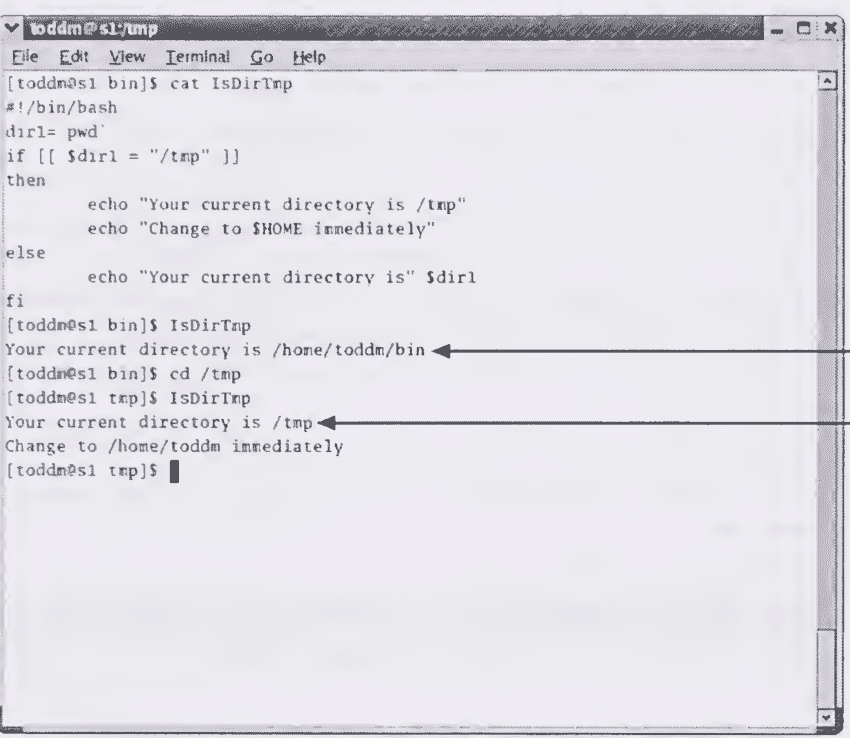 toddm@s1:/tmp
File Edit View Terminal Go Help
[toddm@s1 bin]$ cat IsDirTmp
#!/bin/bash
dir1= pwd`
if [[ $dir1 = "/tmp" ]]
then
echo "Your current directory is /tmp"
echo "Change to $HOME immediately"
else
echo "Your current directory is" $dir1
fi
[toddm@s1 bin]$ IsDirTmp
Your current directory is /home/toddm/bin
[toddm@s1 bin]$ cd /tmp
[toddm@s1 tmp]$ IsDirTmp
Your current directory is /tmp
Change to /home/toddm immediately
[toddm@s1 tmp]$